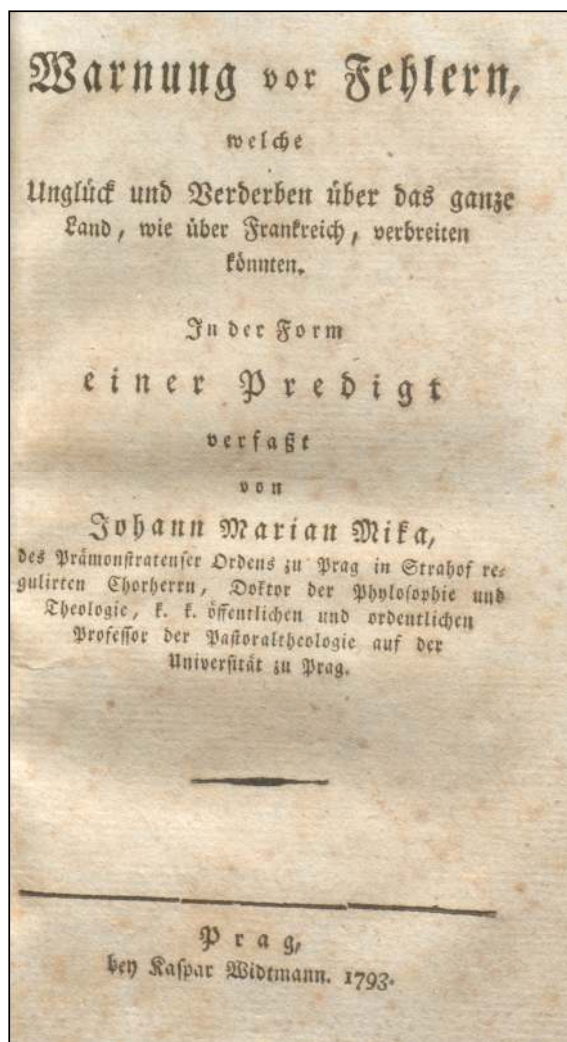 Warnung vor Fehlern,
welche
Unglück und Verderben über das ganze
Land, wie über Frankreich, verbreiten
könnten.
In der Form
einer Predigt
verfaßt
von
Johann Marian Mika,
des Prämonstratenser Ordens zu Prag in Strahof re-
gulirten Chorherrn, Doktor der Phylosophie und
Theologie, k. k. öffentlichen und ordentlichen
Professor der Pastoraltheologie auf der
Universität zu Prag.
Prag,
bey Kaspar Widtmann. 1793.